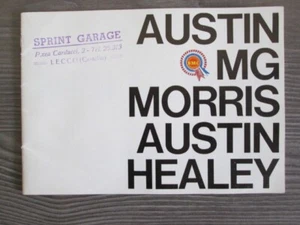 SPRINT GARAGE
LECCO
AUSTIN
MG
MORRIS
AUSTIN
HEALEY